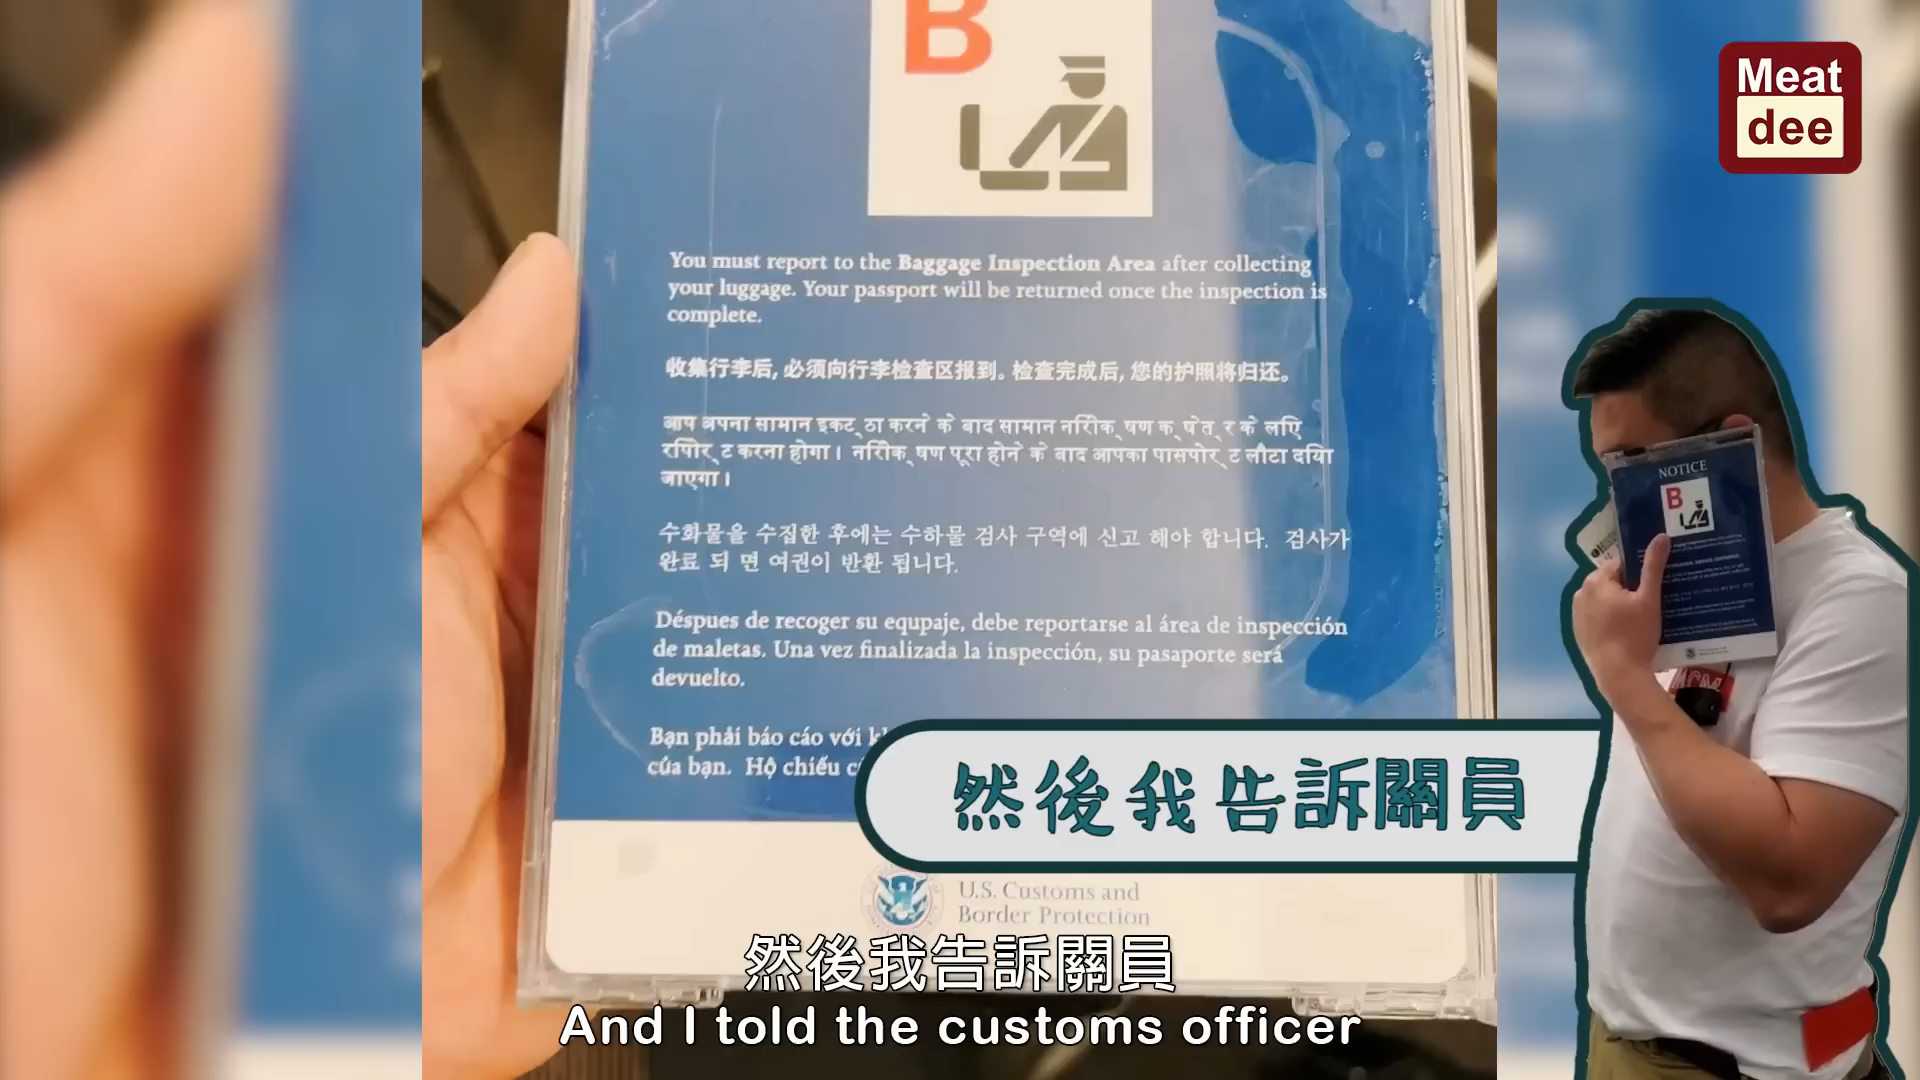 B
Meat
dee
You must report to the Baggage Inspection Area after collecting
your luggage. Your passport will be returned once the inspection is
complete.
收集行李后, 必须向行李检查区报到。检查完成后, 您的护照将归还。
आप अपना सामान इकट् ठा करने के बाद सामान नरिीक् षण क् षेत् र के लएि
रपिोर् ट करना होगा। नरिीक् षण पूरा होने के बाद आपका पासपोर् ट लौटा दयिा
जाएगा।
수화물을 수집한 후에는 수하물 검사 구역에 신고 해야 합니다. 검사가
완료 되 면 여권이 반환 됩니다.
Déspues de recoger su equpaje, debe reportarse al área de inspección
de maletas. Una vez finalizada la inspección, su pasaporte será
devuelto.
Bạn phải báo cáo với
của bạn. Hộ chiếu
U.S. Customs and
Border Protection
NOTICE
B
MCM
然後我告訴關員
然後我告訴關員
And I told the customs officer